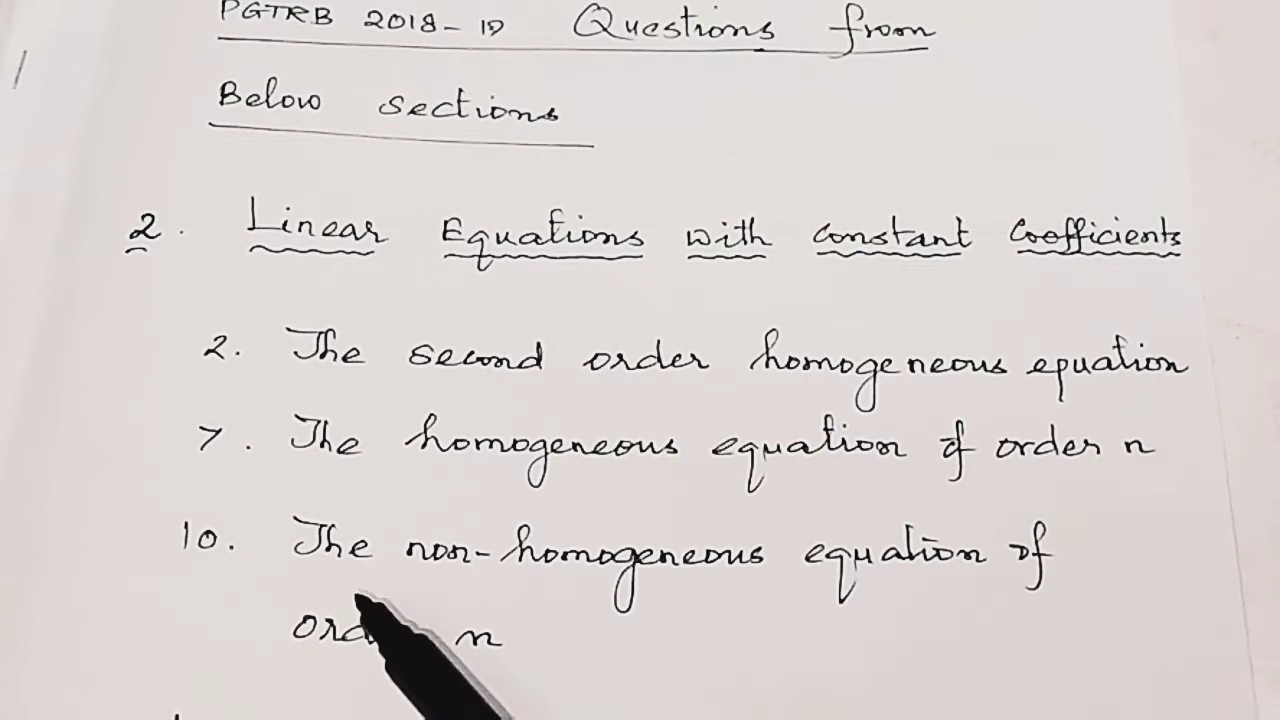 PGTRB 2018-19 Questions from
Below sections
2. Linear Equations with constant coefficients
2. The second order homogeneous equation
7. The homogeneous equation of order n
10. The non-homogeneous equation of
n